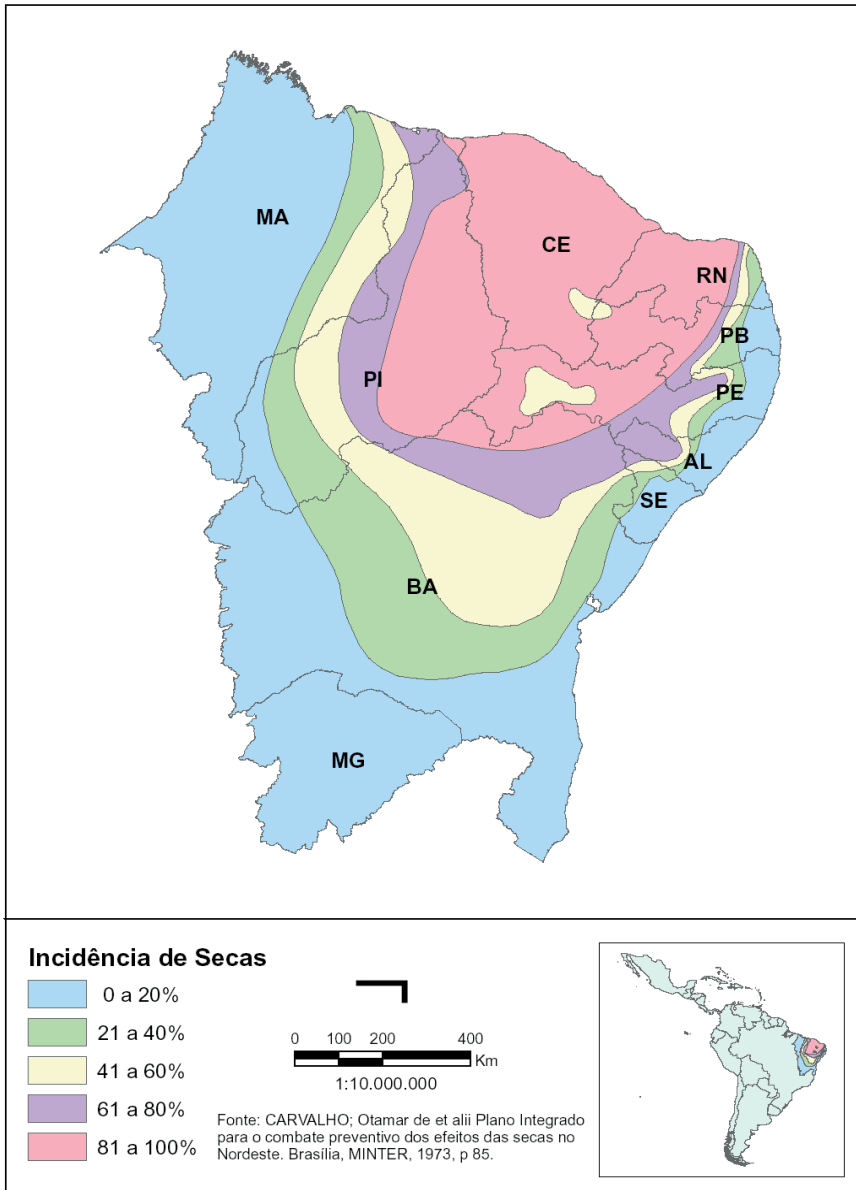 MA
CE
RN
PB
PI
PE
AL
SE
BA
MG
Incidência de Secas
0 a 20%
21 a 40%
41 a 60%
61 a 80%
81 a 100%
0 100 200 400
Km
1:10.000.000
Fonte: CARVALHO; Otamar de et alii Plano Integrado
para o combate preventivo dos efeitos das secas no
Nordeste. Brasília, MINTER, 1973, p 85.